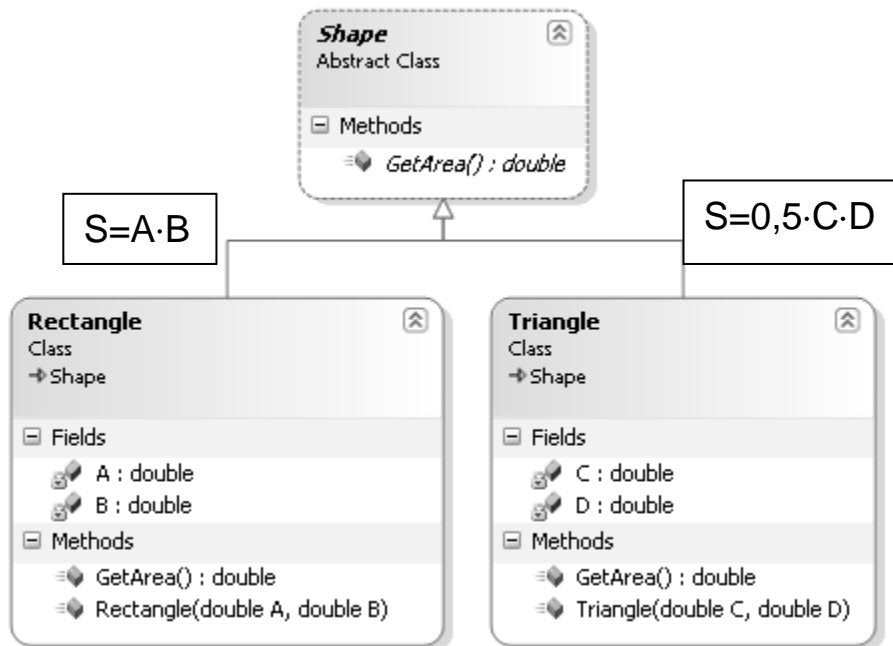 Shape
Abstract Class
Methods
GetArea() : double
S=A·B
S=0,5·C·D
Rectangle
Class
Shape
Fields
A : double
B : double
Methods
GetArea() : double
Rectangle(double A, double B)
Triangle
Class
Shape
Fields
C : double
D : double
Methods
GetArea() : double
Triangle(double C, double D)